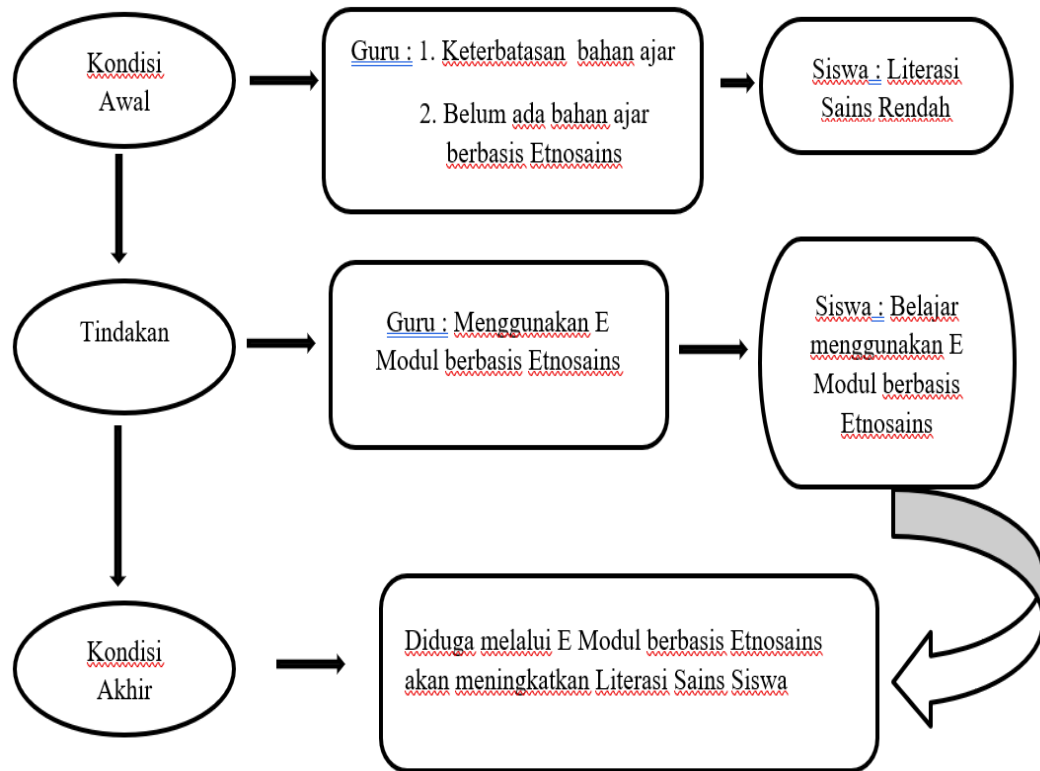 Kondisi
Awal
Guru : 1. Keterbatasan bahan ajar
2. Belum ada bahan ajar
berbasis Etnosains
Siswa : Literasi
Sains Rendah
Tindakan
Guru : Menggunakan E
Modul berbasis Etnosains
Siswa : Belajar
menggunakan E
Modul berbasis
Etnosains
Kondisi
Akhir
Diduga melalui E Modul berbasis Etnosains
akan meningkatkan Literasi Sains Siswa